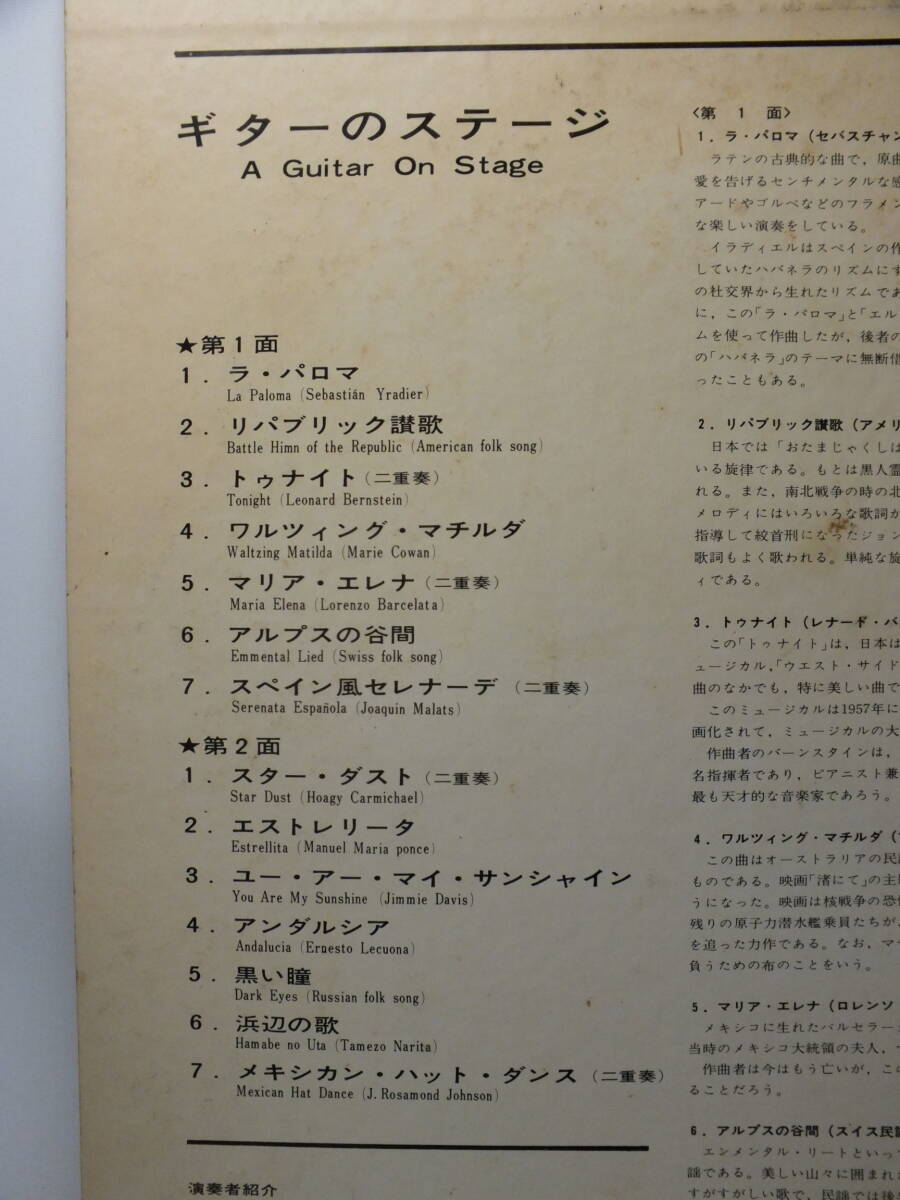 ギターのステージ
A Guitar On Stage
★第1面
1．ラ・パロマ
La Paloma (Sebastián Yradier)
2．リパブリック讃歌
Battle Himn of the Republic (American folk song)
3．トゥナイト（二重奏）
Tonight (Leonard Bernstein)
4．ワルツィング・マチルダ
Waltzing Matilda (Marie Cowan)
5．マリア・エレナ（二重奏）
Maria Elena (Lorenzo Barcelata)
6．アルプスの谷間
Emmental Lied (Swiss folk song)
7．スペイン風セレナーデ（二重奏）
Serenata Española (Joaquin Malats)
★第2面
1．スター・ダスト（二重奏）
Star Dust (Hoagy Carmichael)
2．エストレリータ
Estrellita (Manuel Maria ponce)
3．ユー・アー・マイ・サンシャイン
You Are My Sunshine (Jimmie Davis)
4．アンダルシア
Andalucia (Ernesto Lecuona)
5．黒い瞳
Dark Eyes (Russian folk song)
6．浜辺の歌
Hamabe no Uta (Tamezo Narita)
7．メキシカン・ハット・ダンス（二重奏）
Mexican Hat Dance (J. Rosamond Johnson)
演奏者紹介
〈第1面〉
1．ラ・パロマ（セバスチャン
ラテンの古典的な曲で，原曲
愛を告げるセンチメンタルな感
アードやゴルペなどのフラメン
な楽しい演奏をしている。
イラディエルはスペインの作
していたハバネラのリズムにす
の社交界から生れたリズムであ
に，この「ラ・パロマ」と「エル
ムを使って作曲したが，後者の
の「ハバネラ」のテーマに無断借
ったこともある。
2．リパブリック讃歌（アメリ
日本では「おたまじゃくしは
いる旋律である。もとは黒人霊
れる。また，南北戦争の時の北
メロディにはいろいろな歌詞が
指導して絞首刑になったジョン
歌詞もよく歌われる。単純な旋
ィである。
3．トゥナイト（レナード・バ
この「トゥナイト」は，日本は
ュージカル，「ウエスト・サイド
曲のなかでも，特に美しい曲で
このミュージカルは1957年に
画化されて，ミュージカルの大
作曲者のバーンスタインは，
名指揮者であり，ピアニスト兼
最も天才的な音楽家であろう。
4．ワルツィング・マチルダ（
この曲はオーストラリアの民
ものである。映画「渚にて」の主
うになった。映画は核戦争の恐
残りの原子力潜水艦乗員たちが，
を追った力作である。なお，マ
負うための布のことをいう。
5．マリア・エレナ（ロレンソ
メキシコに生れたバルセラー
当時のメキシコ大統領の夫人，
作曲者は今はもう亡いが，こ
ることだろう。
6．アルプスの谷間（スイス民
エンメンタル・リートといっ
謡である。美しい山々に囲まれ
すがすがしい歌で，民謡では後